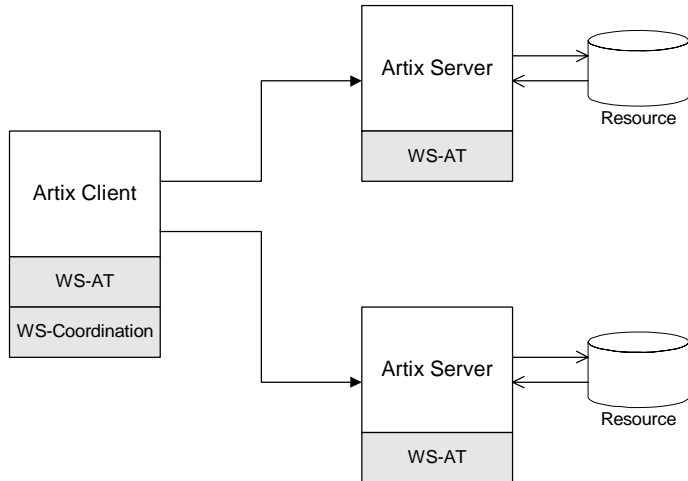 Artix Server
WS-AT
Resource
Artix Client
WS-AT
WS-Coordination
Artix Server
WS-AT
Resource